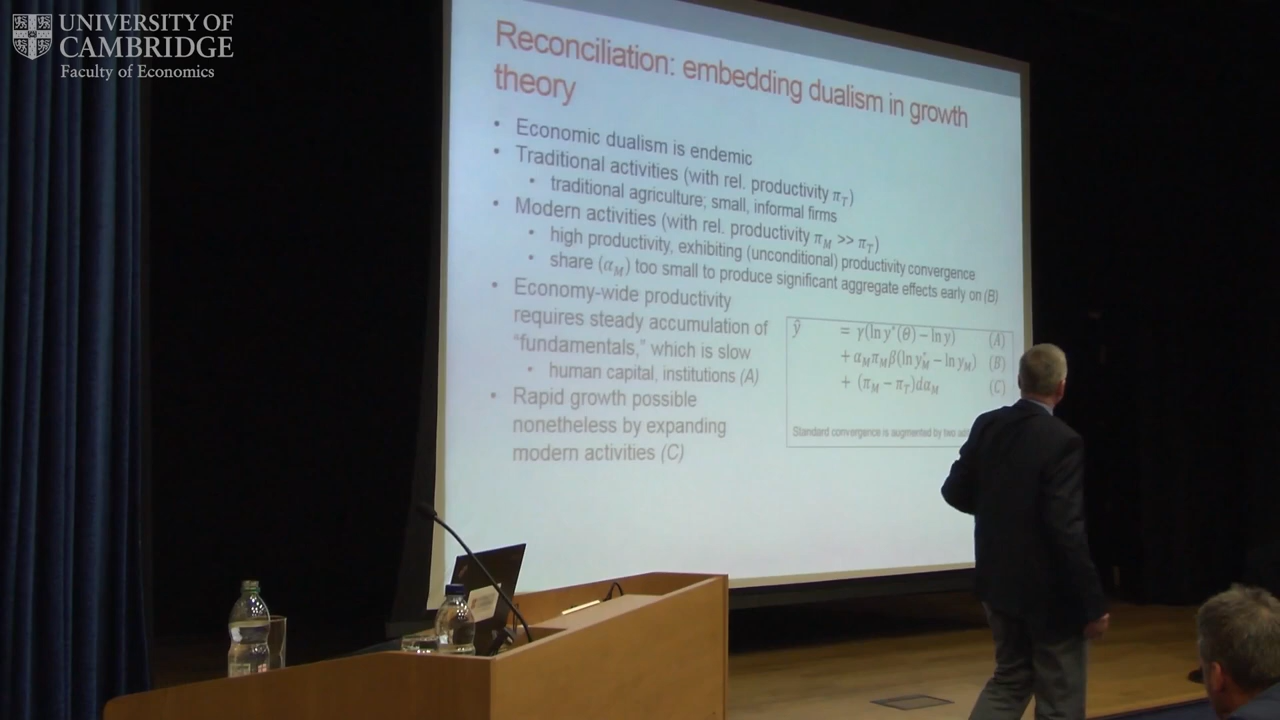 UNIVERSITY OF
CAMBRIDGE
Faculty of Economics
Reconciliation: embedding dualism in growth
theory
• Economic dualism is endemic
• Traditional activities (with rel. productivity π_T)
• traditional agriculture; small, informal firms
• Modern activities (with rel. productivity π_M >> π_T)
• high productivity, exhibiting (unconditional) productivity convergence
• share (α_M) too small to produce significant aggregate effects early on (B)
• Economy-wide productivity
requires steady accumulation of
"fundamentals," which is slow
• human capital, institutions (A)
• Rapid growth possible
nonetheless by expanding
modern activities (C)
ŷ = γ(ln y*(θ) − ln y) (A)
+ α_M π_M β(ln y*_M − ln y_M) (B)
+ (π_M − π_T)dα_M (C)
Standard convergence is augmented by two